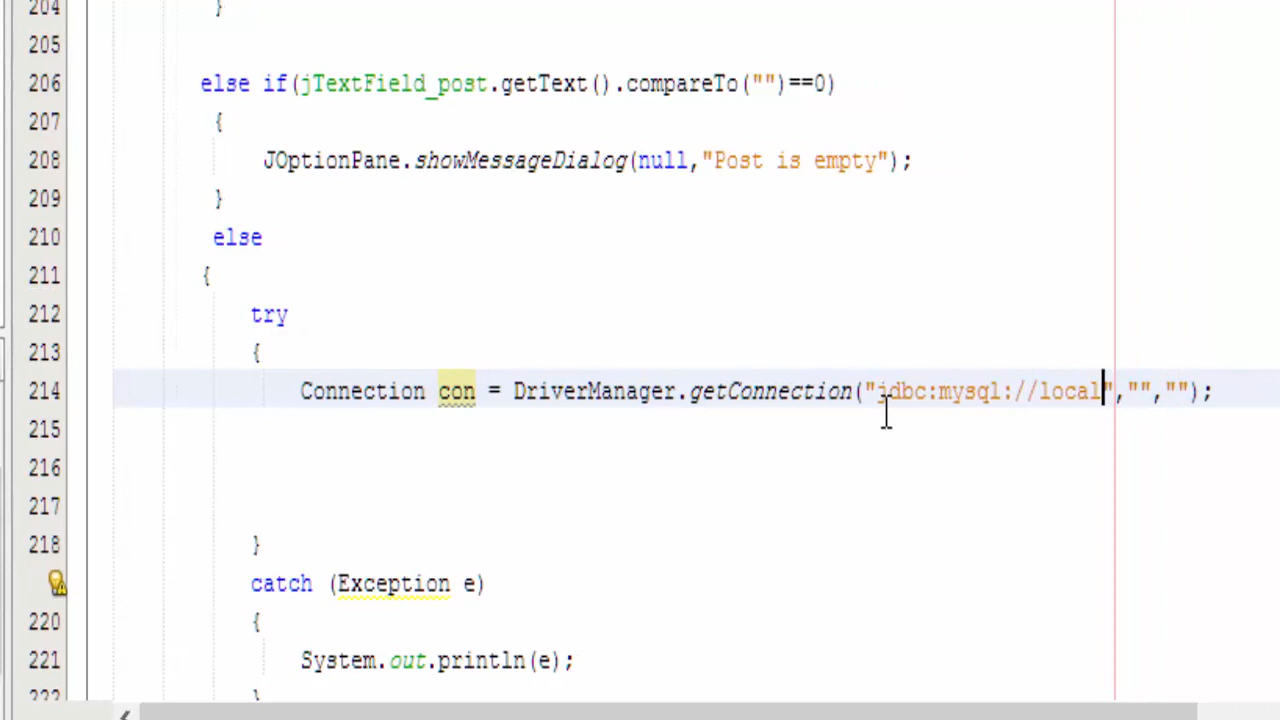 204 }
205
206 else if(jTextField_post.getText().compareTo("")==0)
207 {
208 JOptionPane.showMessageDialog(null,"Post is empty");
209 }
210 else
211 {
212 try
213 {
214 Connection con = DriverManager.getConnection("jdbc:mysql://local","","");
215
216
217
218 }
catch (Exception e)
220 {
221 System.out.println(e);
222 }